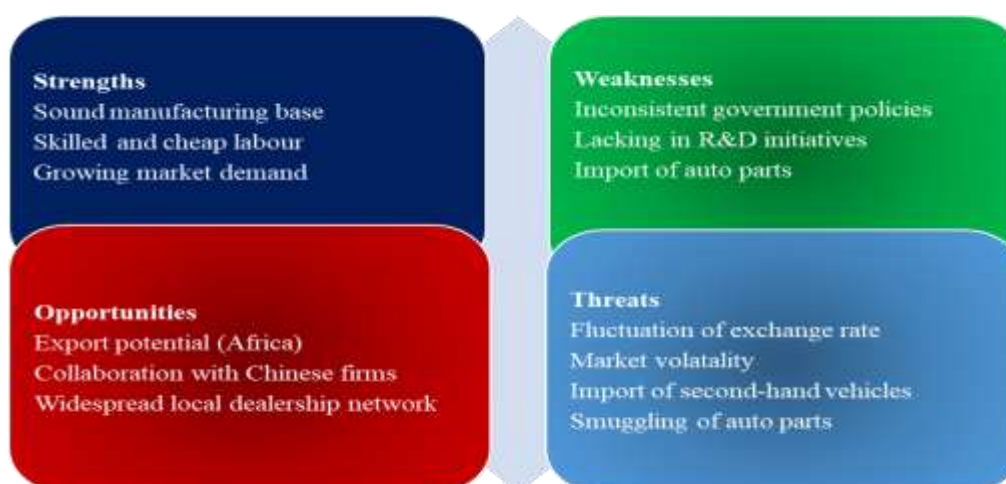 Strengths
Sound manufacturing base
Skilled and cheap labour
Growing market demand
Weaknesses
Inconsistent government policies
Lacking in R&D initiatives
Import of auto parts
Opportunities
Export potential (Africa)
Collaboration with Chinese firms
Widespread local dealership network
Threats
Fluctuation of exchange rate
Market volatality
Import of second-hand vehicles
Smuggling of auto parts